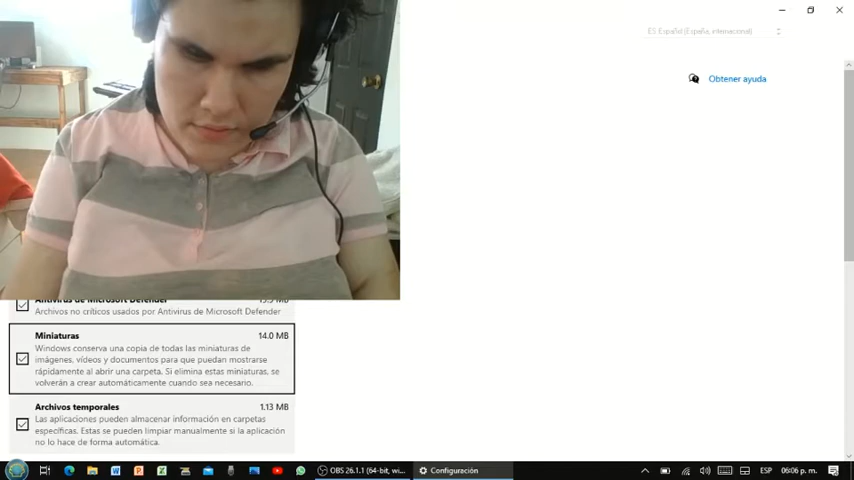 ES Español (España, internacional)
Obtener ayuda
Antivirus de Microsoft Defender
Archivos no críticos usados por Antivirus de Microsoft Defender
Miniaturas 14.0 MB
Windows conserva una copia de todas las miniaturas de
imágenes, vídeos y documentos para que puedan mostrarse
rápidamente al abrir una carpeta. Si elimina estas miniaturas, se
volverán a crear automáticamente cuando sea necesario.
Archivos temporales 1.13 MB
Las aplicaciones pueden almacenar información en carpetas
específicas. Estas se pueden limpiar manualmente si la aplicación
no lo hace de forma automática.
OBS 26.1.1 (64-bit, wi... Configuración ESP 06:06 p. m.